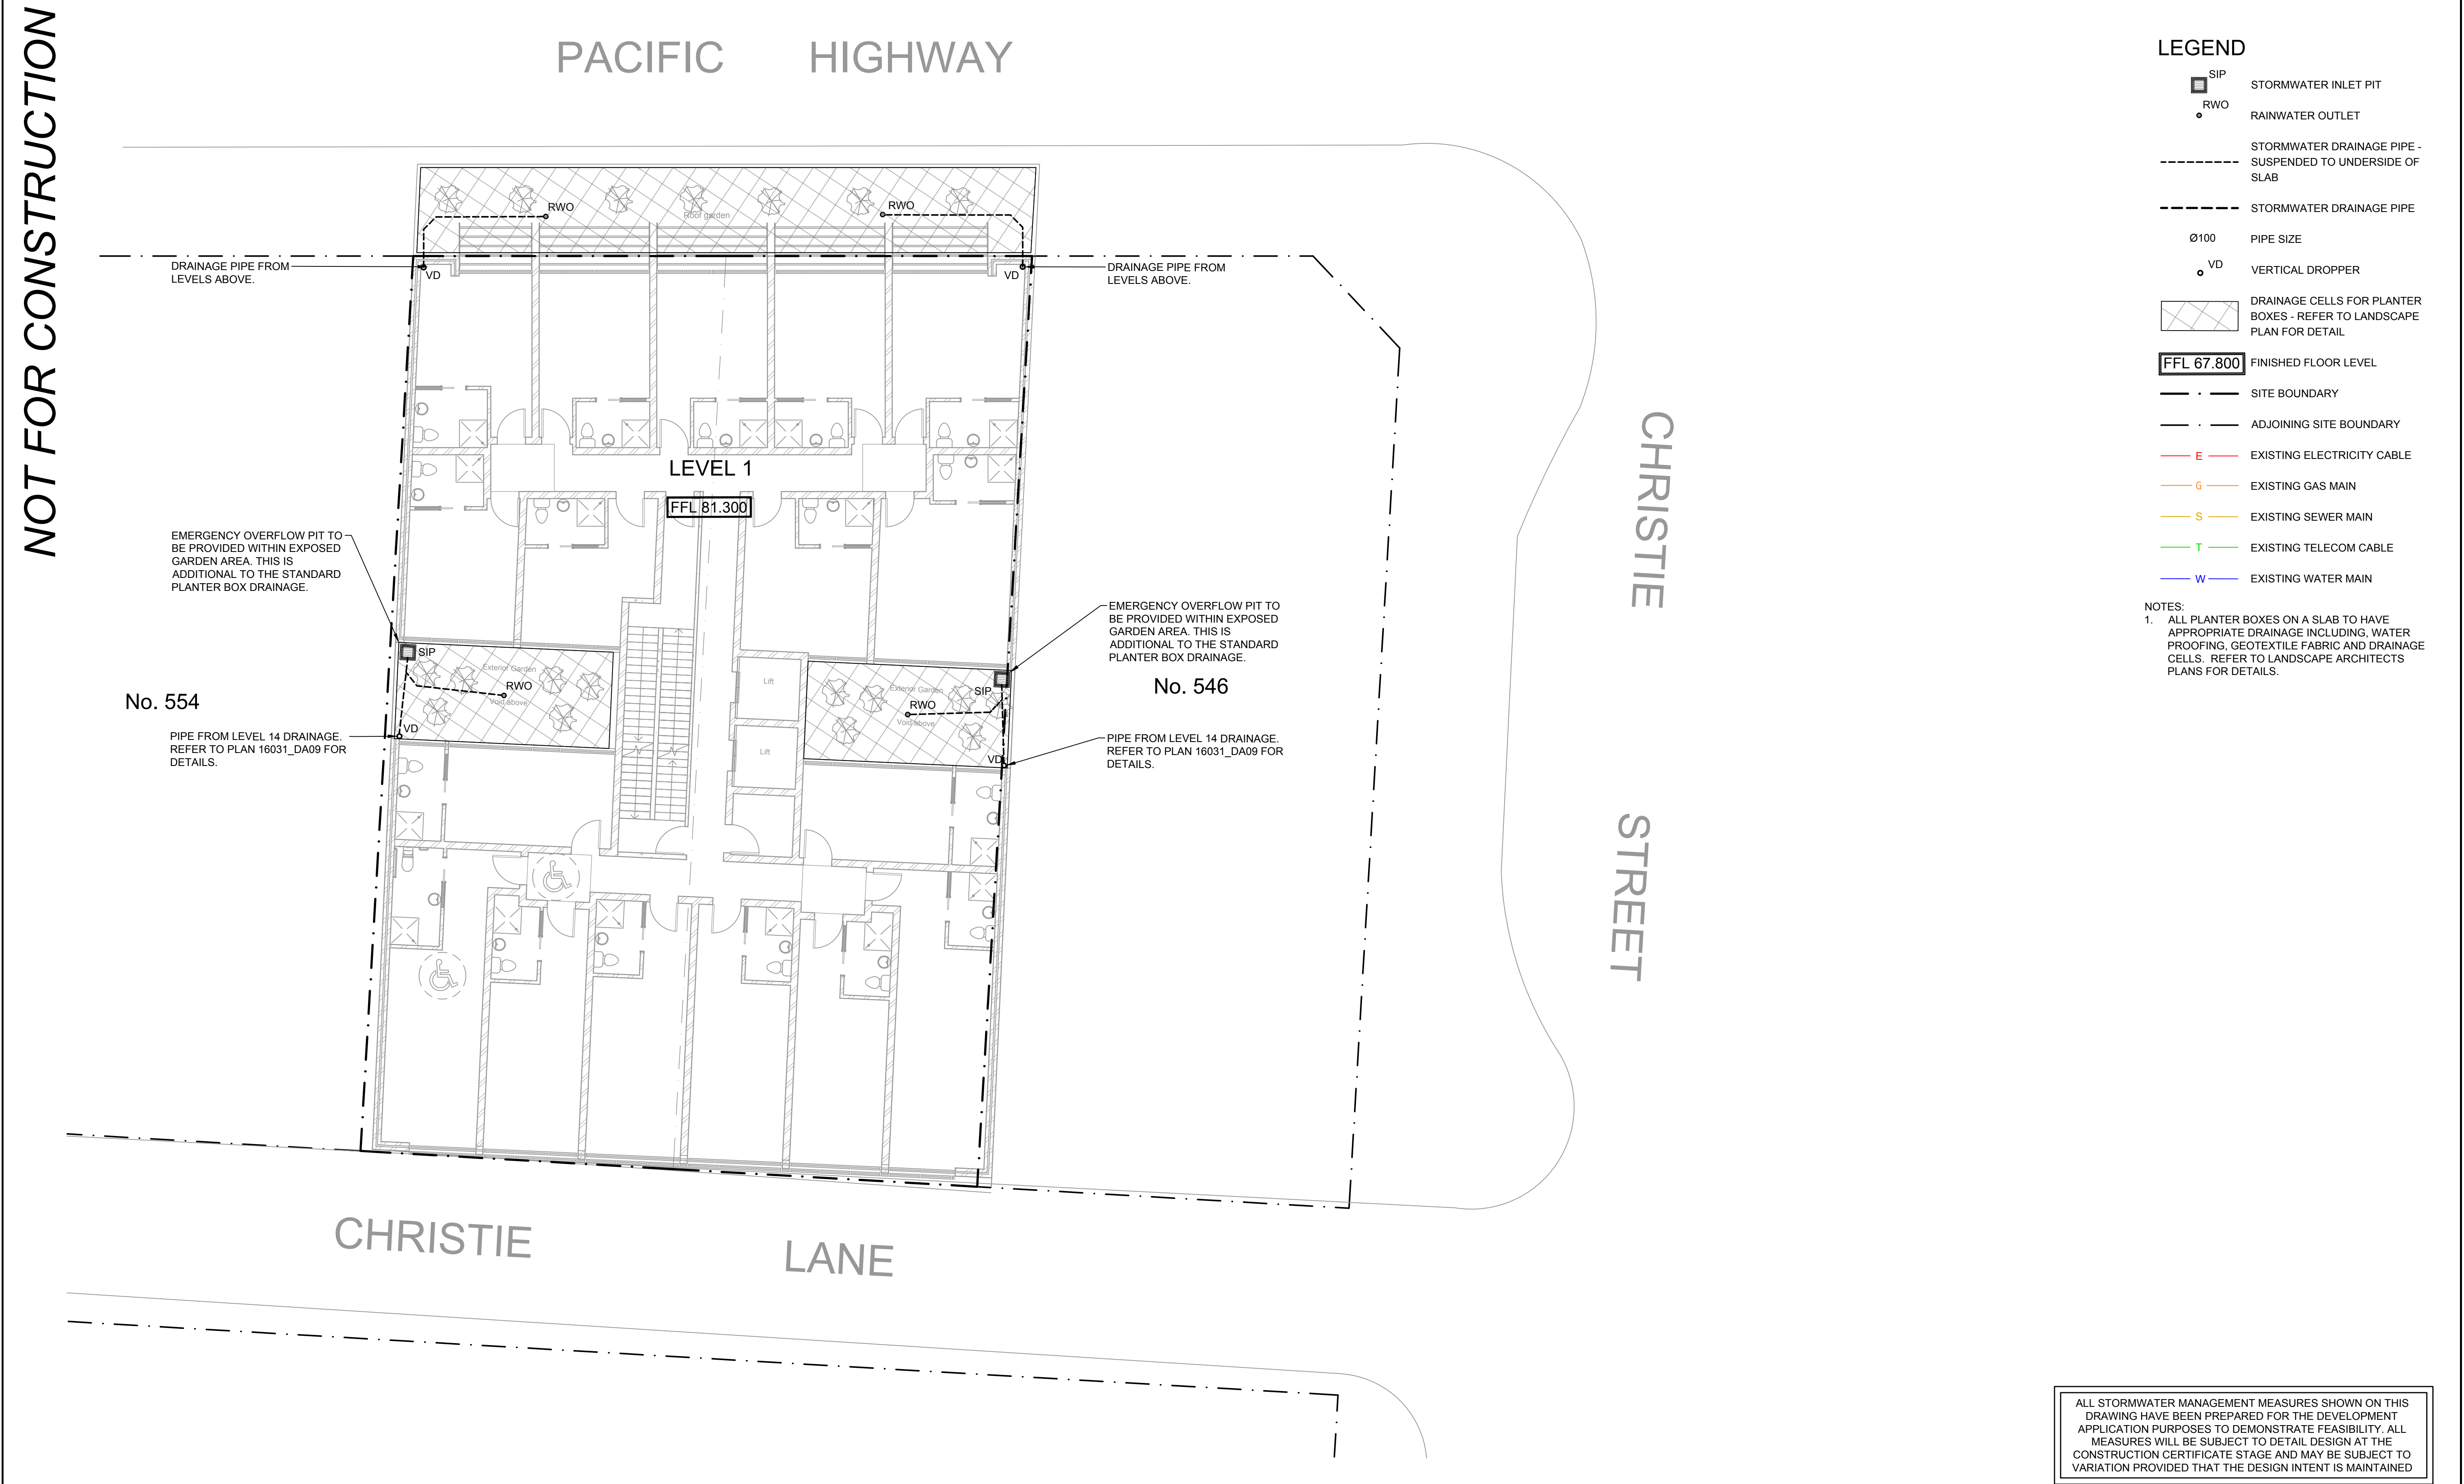 NOT FOR CONSTRUCTION
PACIFIC HIGHWAY
RWO
RWO
Roof garden
DRAINAGE PIPE FROM
LEVELS ABOVE.
VD
VD
DRAINAGE PIPE FROM
LEVELS ABOVE.
LEVEL 1
FFL 81.300
EMERGENCY OVERFLOW PIT TO
BE PROVIDED WITHIN EXPOSED
GARDEN AREA. THIS IS
ADDITIONAL TO THE STANDARD
PLANTER BOX DRAINAGE.
SIP
Exterior Garden
RWO
Void above
VD
No. 554
PIPE FROM LEVEL 14 DRAINAGE.
REFER TO PLAN 16031_DA09 FOR
DETAILS.
Lift
Lift
EMERGENCY OVERFLOW PIT TO
BE PROVIDED WITHIN EXPOSED
GARDEN AREA. THIS IS
ADDITIONAL TO THE STANDARD
PLANTER BOX DRAINAGE.
Exterior Garden
SIP
RWO
Void above
VD
No. 546
PIPE FROM LEVEL 14 DRAINAGE.
REFER TO PLAN 16031_DA09 FOR
DETAILS.
CHRISTIE STREET
CHRISTIE LANE
LEGEND
SIP
STORMWATER INLET PIT
RWO
RAINWATER OUTLET
STORMWATER DRAINAGE PIPE -
SUSPENDED TO UNDERSIDE OF
SLAB
STORMWATER DRAINAGE PIPE
Ø100 PIPE SIZE
VD
VERTICAL DROPPER
DRAINAGE CELLS FOR PLANTER
BOXES - REFER TO LANDSCAPE
PLAN FOR DETAIL
FFL 67.800 FINISHED FLOOR LEVEL
SITE BOUNDARY
ADJOINING SITE BOUNDARY
E EXISTING ELECTRICITY CABLE
G EXISTING GAS MAIN
S EXISTING SEWER MAIN
T EXISTING TELECOM CABLE
W EXISTING WATER MAIN
NOTES:
1. ALL PLANTER BOXES ON A SLAB TO HAVE
APPROPRIATE DRAINAGE INCLUDING, WATER
PROOFING, GEOTEXTILE FABRIC AND DRAINAGE
CELLS. REFER TO LANDSCAPE ARCHITECTS
PLANS FOR DETAILS.
ALL STORMWATER MANAGEMENT MEASURES SHOWN ON THIS
DRAWING HAVE BEEN PREPARED FOR THE DEVELOPMENT
APPLICATION PURPOSES TO DEMONSTRATE FEASIBILITY. ALL
MEASURES WILL BE SUBJECT TO DETAIL DESIGN AT THE
CONSTRUCTION CERTIFICATE STAGE AND MAY BE SUBJECT TO
VARIATION PROVIDED THAT THE DESIGN INTENT IS MAINTAINED